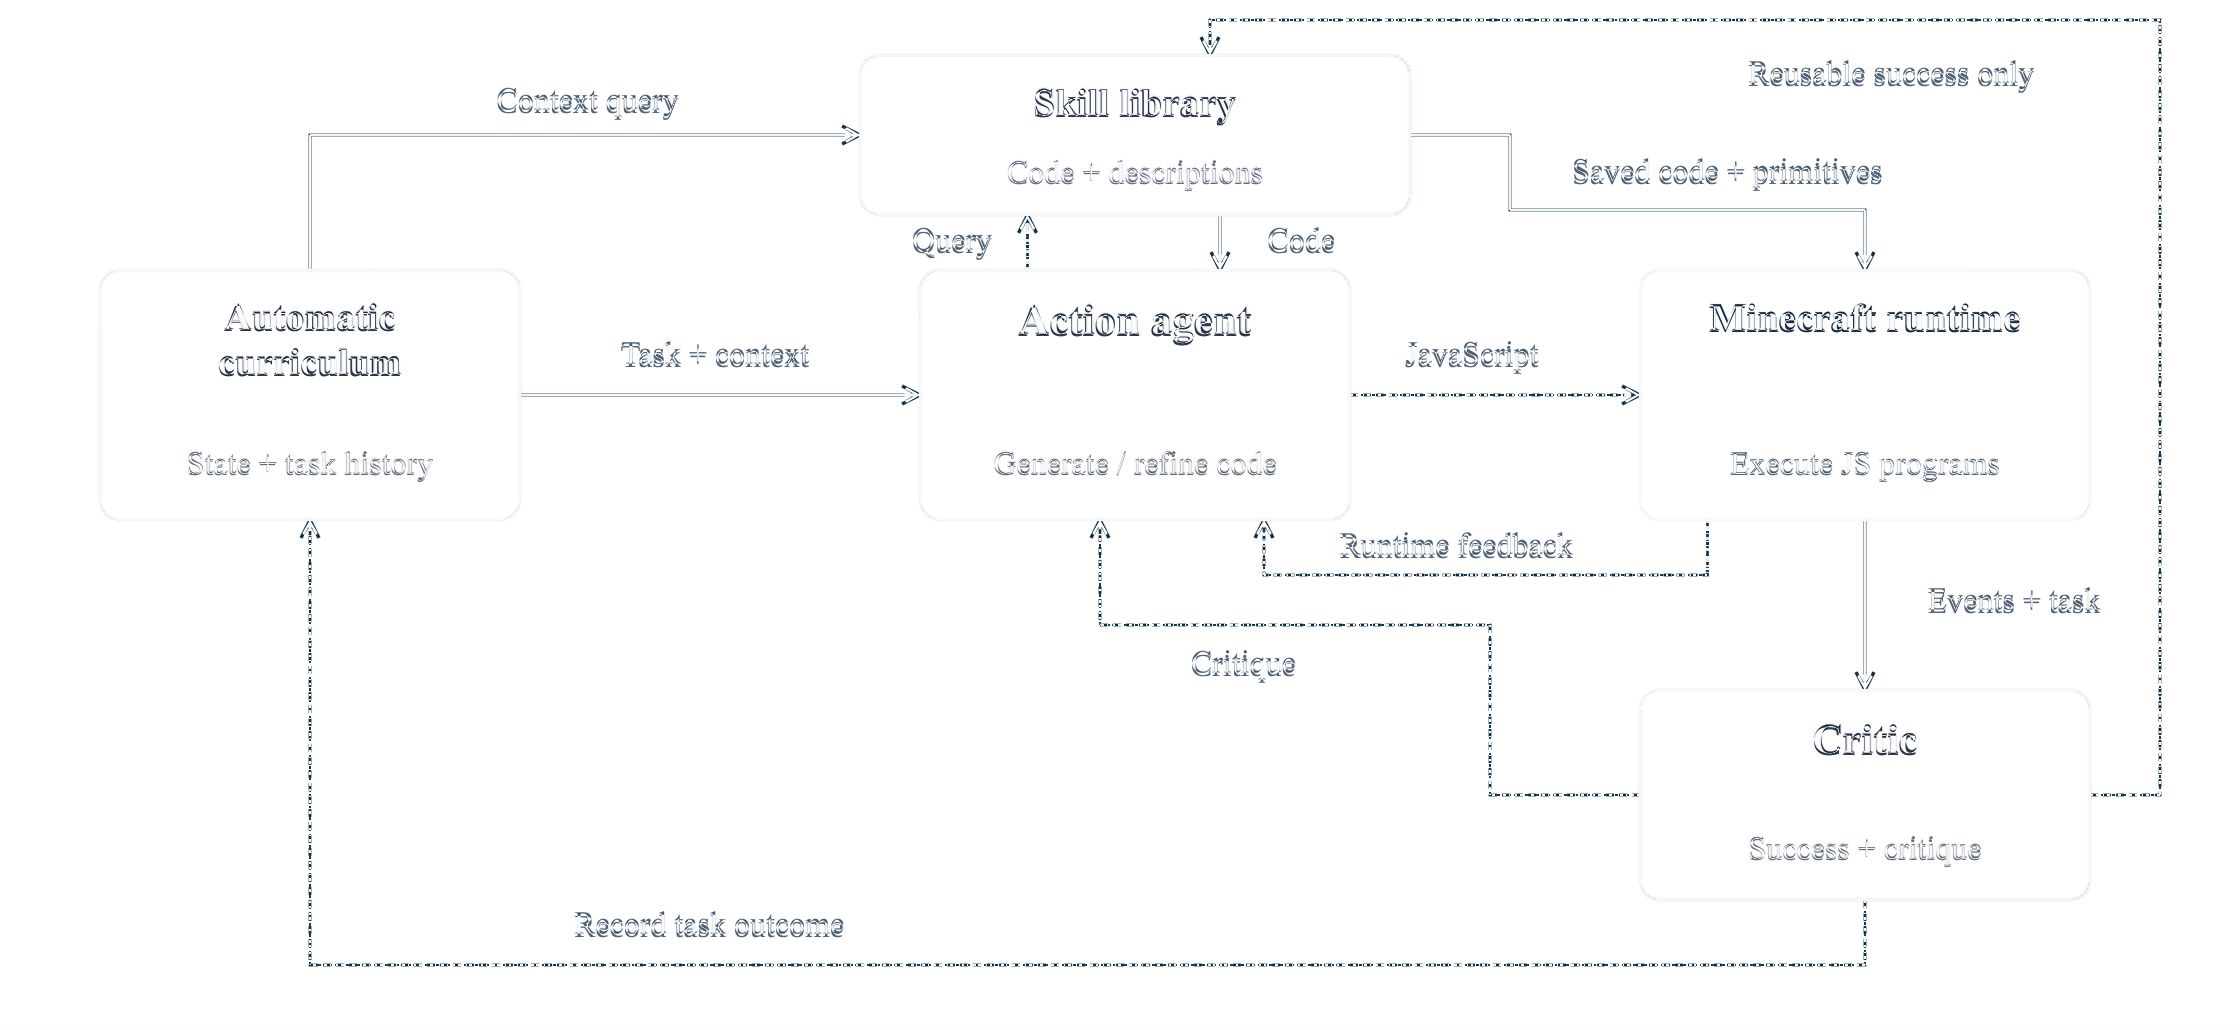 Reusable success only
Context query
Skill library
Code + descriptions
Saved code + primitives
Query
Code
Automatic
curriculum
State + task history
Task + context
Action agent
Generate / refine code
JavaScript
Minecraft runtime
Execute JS programs
Runtime feedback
Events + task
Critique
Critic
Success + critique
Record task outcome